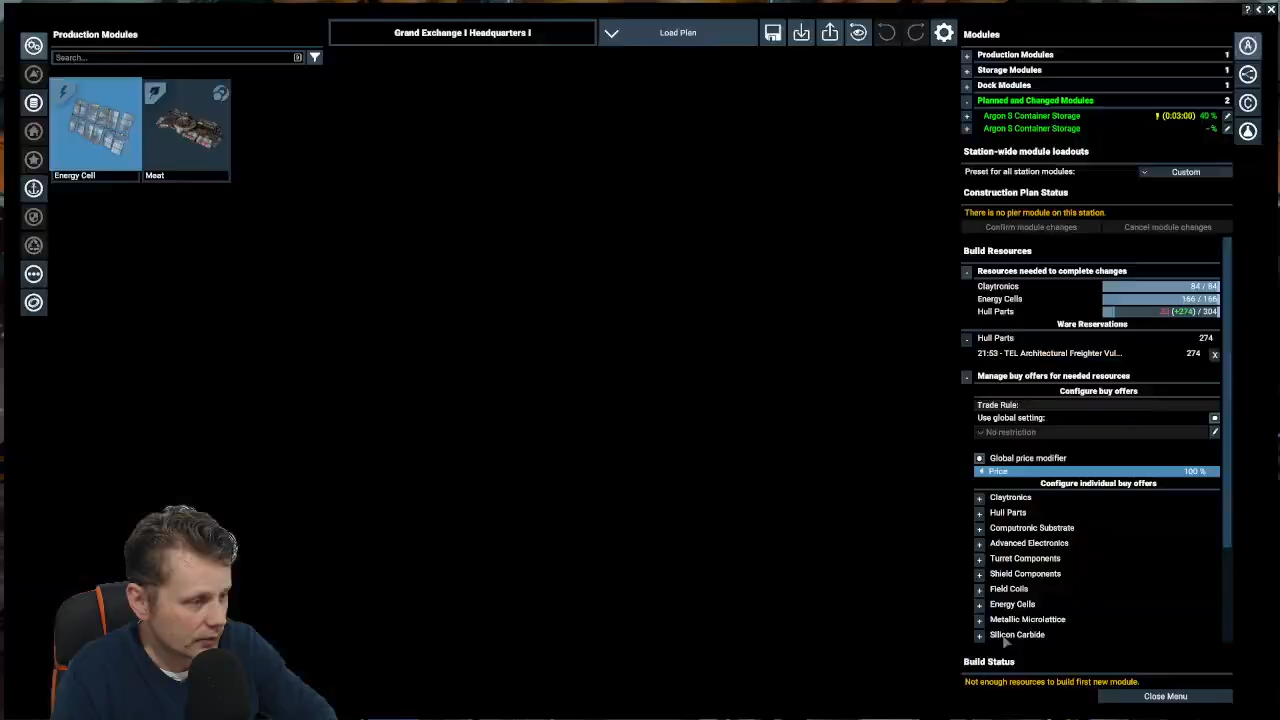 Production Modules
Search...
Energy Cell
Meat
Grand Exchange I Headquarters I
Load Plan
Modules
Production Modules 1
Storage Modules 1
Dock Modules 1
Planned and Changed Modules 2
Argon S Container Storage (0:03:00) 40 %
Argon S Container Storage - %
Station-wide module loadouts
Preset for all station modules: Custom
Construction Plan Status
There is no pier module on this station.
Confirm module changes Cancel module changes
Build Resources
Resources needed to complete changes
Claytronics 84 / 84
Energy Cells 166 / 166
Hull Parts (+274) / 304
Ware Reservations
Hull Parts 274
21:53 - TEL Architectural Freighter Vul... 274 X
Manage buy offers for needed resources
Configure buy offers
Trade Rule:
Use global setting:
No restriction
Global price modifier
Price 100 %
Configure individual buy offers
Claytronics
Hull Parts
Computronic Substrate
Advanced Electronics
Turret Components
Shield Components
Field Coils
Energy Cells
Metallic Microlattice
Silicon Carbide
Build Status
Not enough resources to build first new module.
Close Menu